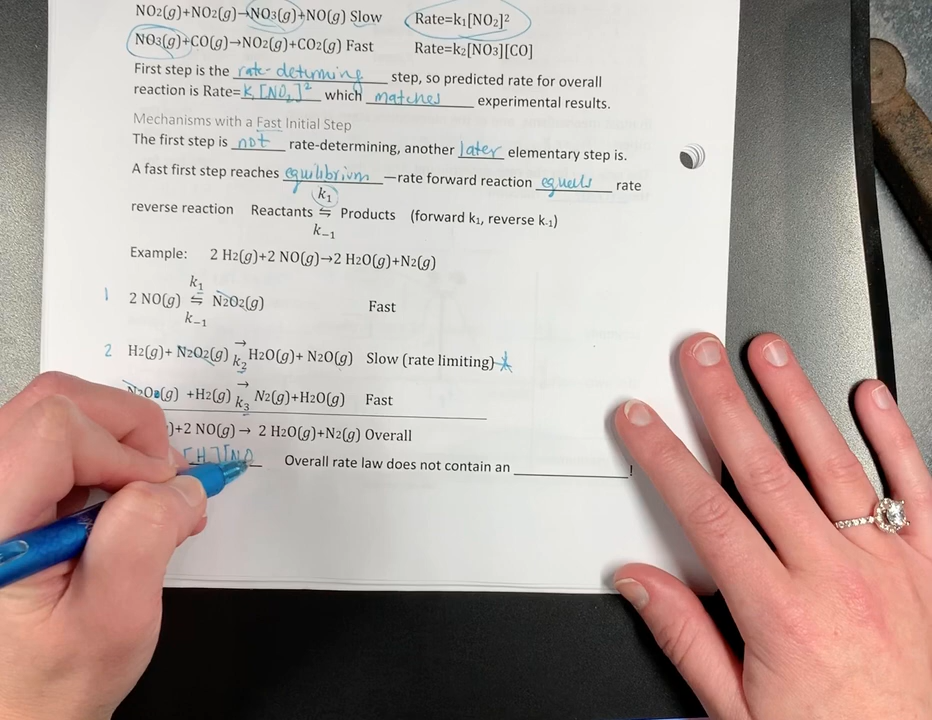 NO2(g)+NO2(g)→NO3(g)+NO(g) Slow Rate=k1[NO2]2
NO3(g)+CO(g)→NO2(g)+CO2(g) Fast Rate=k2[NO3][CO]
First step is the rate-determing step, so predicted rate for overall
reaction is Rate=K,[NO2]2 which matches experimental results.
Mechanisms with a Fast Initial Step
The first step is not rate-determining, another later elementary step is.
A fast first step reaches equilibrium—rate forward reaction equals rate
k1
reverse reaction Reactants ⇋ Products (forward k1, reverse k-1)
k−1
Example: 2 H2(g)+2 NO(g)→2 H2O(g)+N2(g)
k1
1 2 NO(g) ⇋ N2O2(g) Fast
k−1
2 H2(g)+ N2O2(g) →k2 H2O(g)+ N2O(g) Slow (rate limiting)*
N2O(g) +H2(g) →k3 N2(g)+H2O(g) Fast
)+2 NO(g)→ 2 H2O(g)+N2(g) Overall
[H][NO Overall rate law does not contain an !